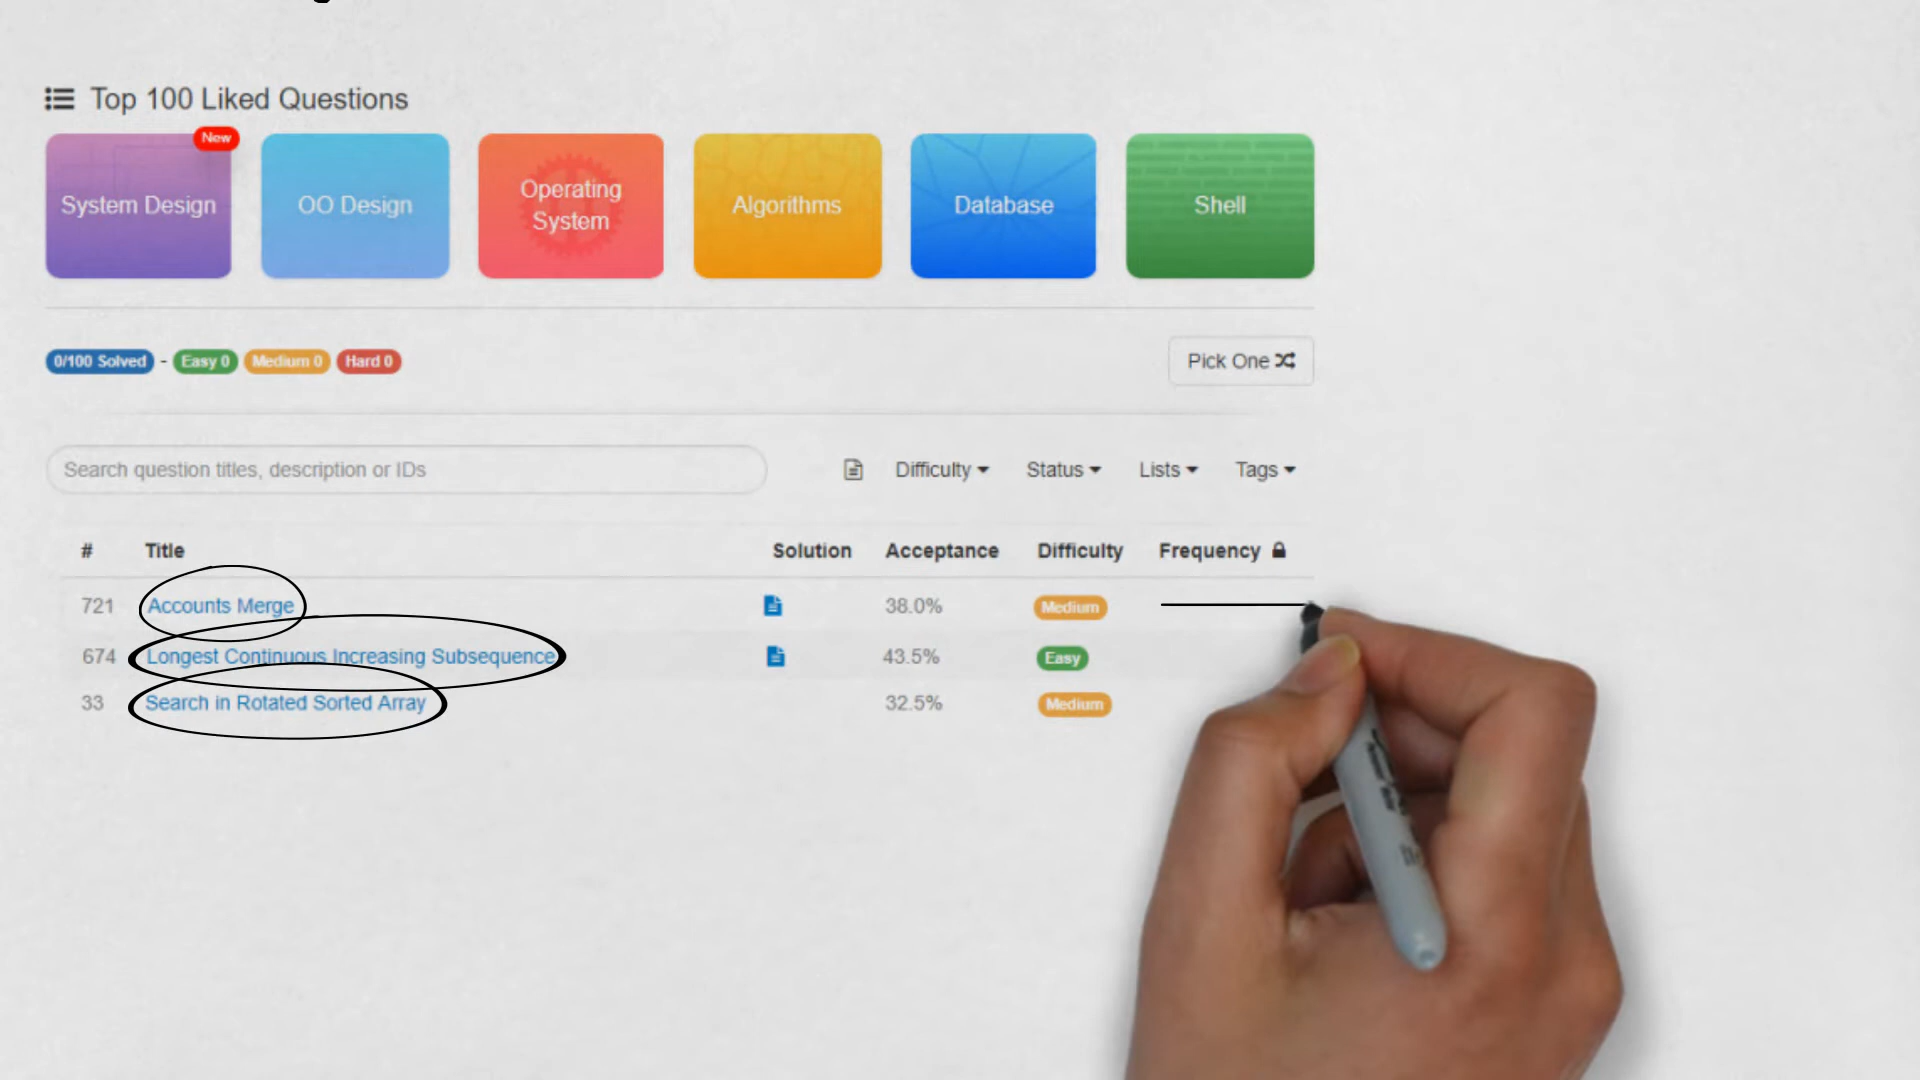 Top 100 Liked Questions
New
System Design
OO Design
Operating
System
Algorithms
Database
Shell
0/100 Solved - Easy 0 Medium 0 Hard 0
Pick One
Search question titles, description or IDs
Difficulty Status Lists Tags
# Title Solution Acceptance Difficulty Frequency
721 Accounts Merge 38.0% Medium
674 Longest Continuous Increasing Subsequence 43.5% Easy
33 Search in Rotated Sorted Array 32.5% Medium